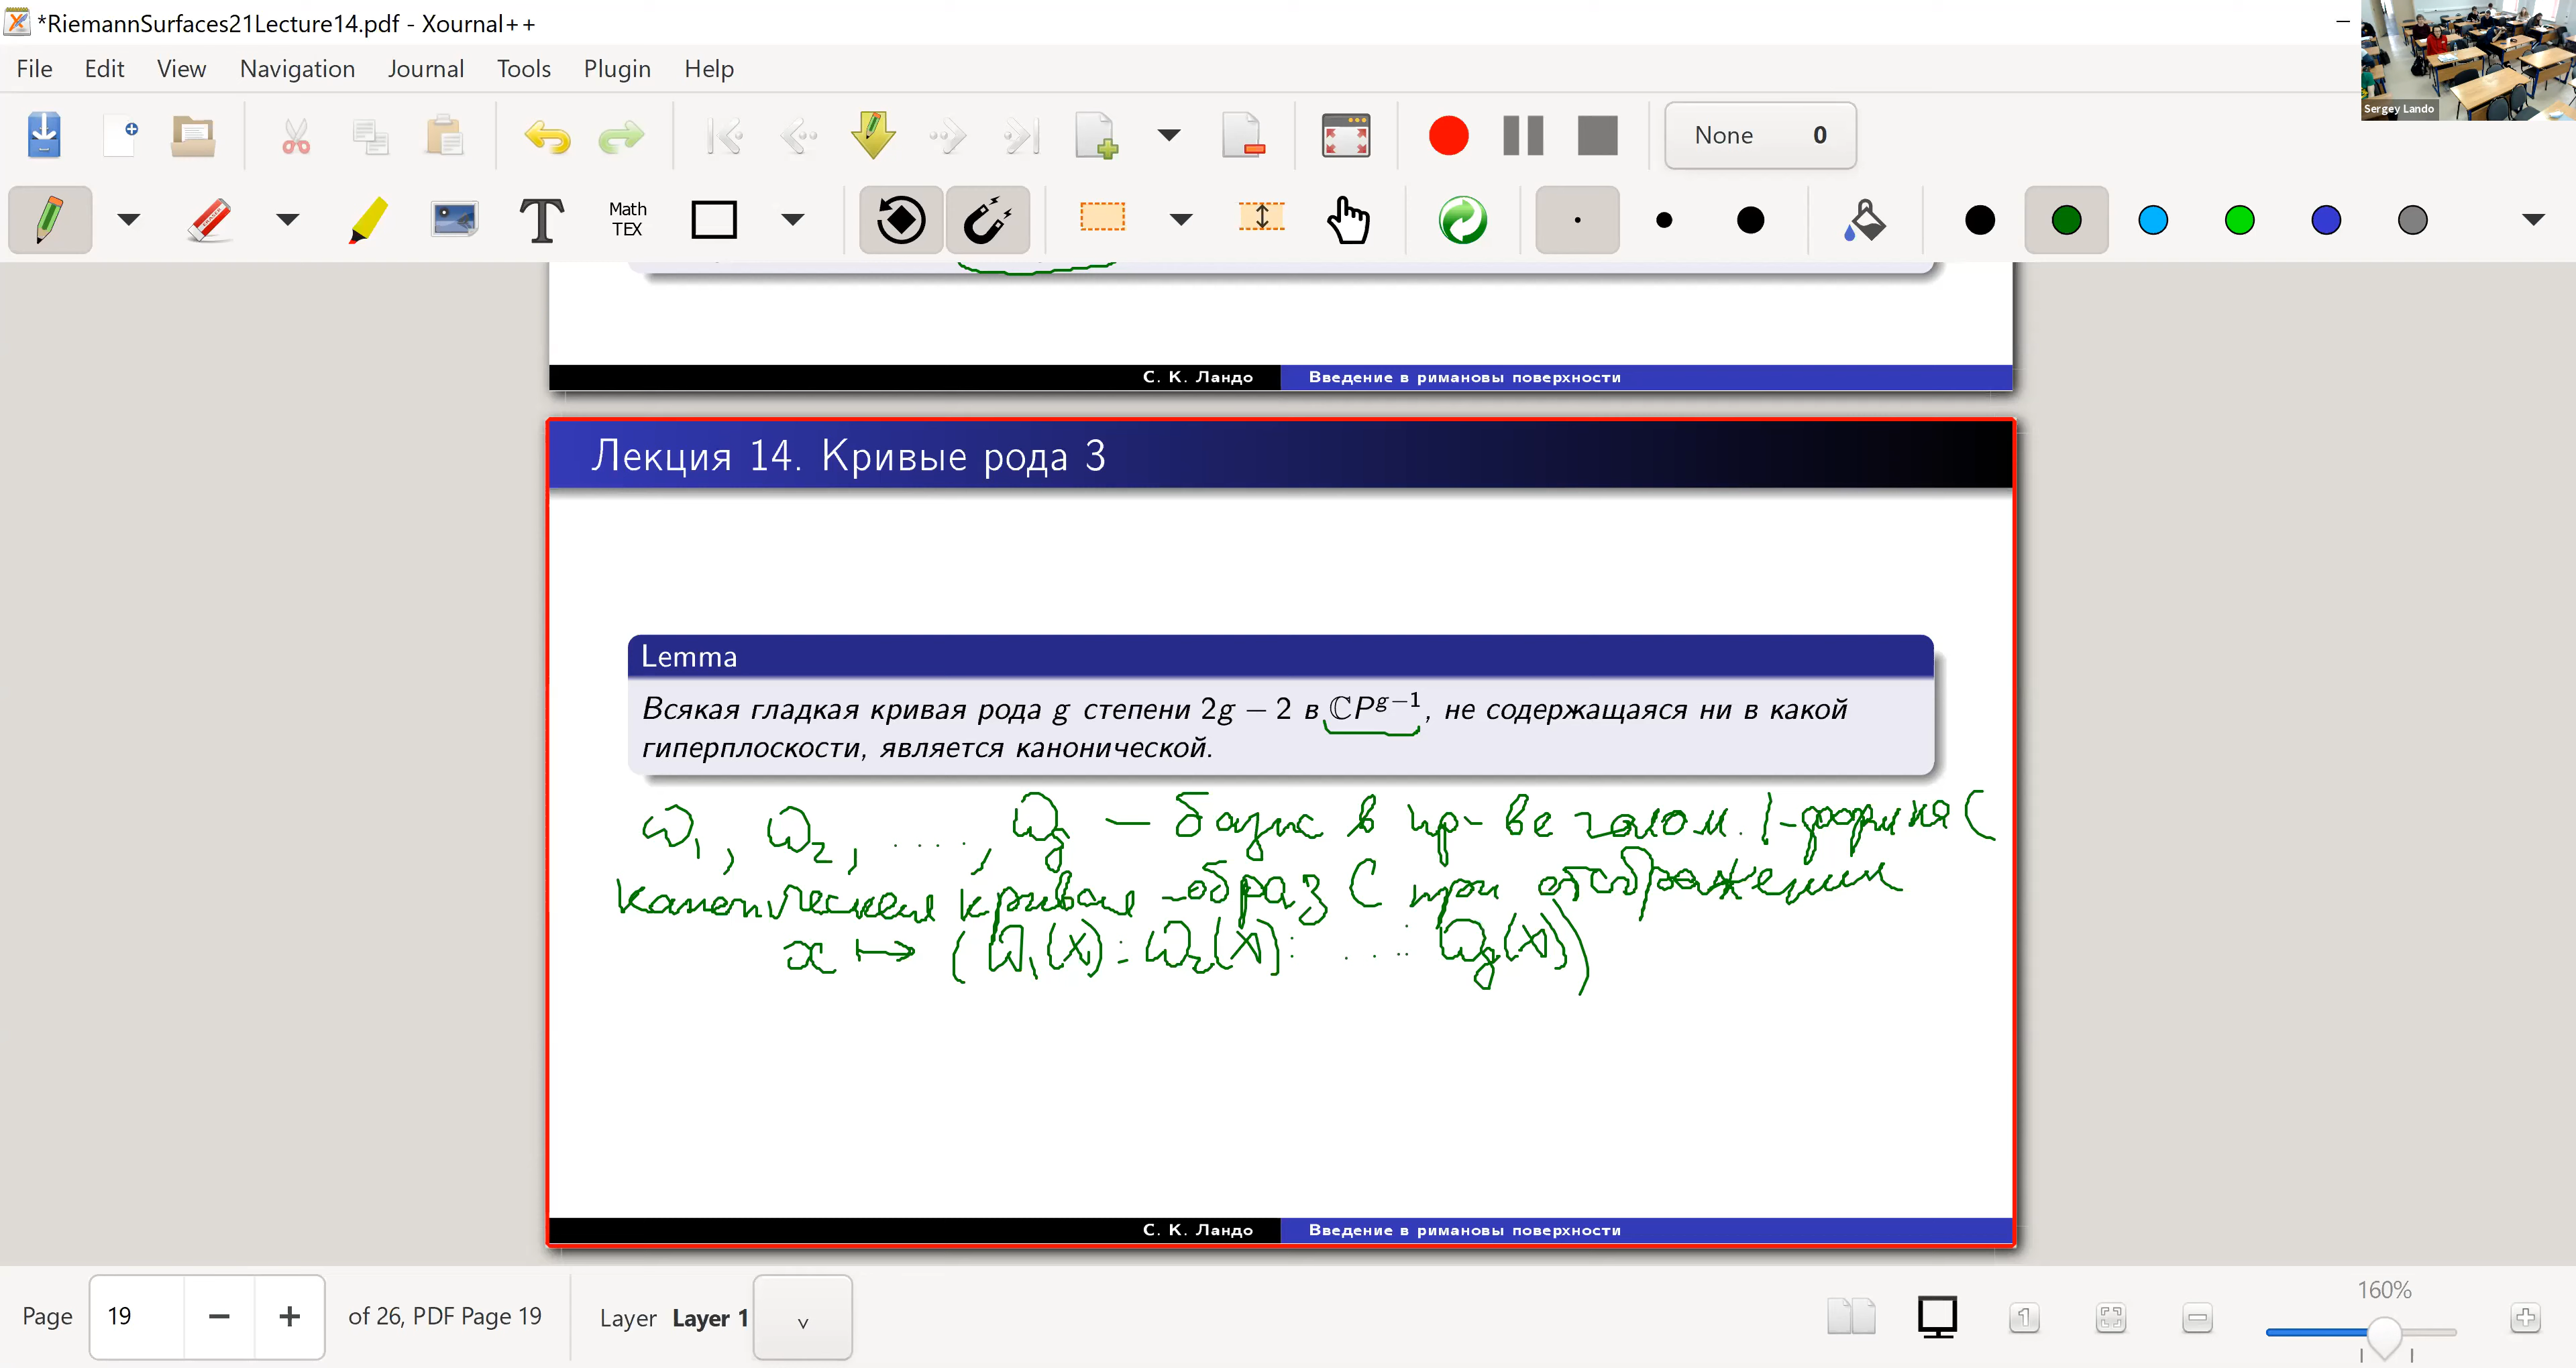 *RiemannSurfaces21Lecture14.pdf - Xournal++
Sergey Lando
File Edit View Navigation Journal Tools Plugin Help
None 0
Math
TEX
С. К. Ландо Введение в римановы поверхности
Лекция 14. Кривые рода 3
Lemma
Всякая гладкая кривая рода g степени 2g − 2 в ℂP^{g−1}, не содержащаяся ни в какой
гиперплоскости, является канонической.
ω₁, ω₂, ...., ω_g — базис в пр-ве голом. 1-форм на C
каноническая кривая - образ C при отображении
x ↦ (ω₁(x) : ω₂(x) : ....: ω_g(x))
С. К. Ландо Введение в римановы поверхности
Page 19 − + of 26, PDF Page 19 Layer Layer 1
160%
1